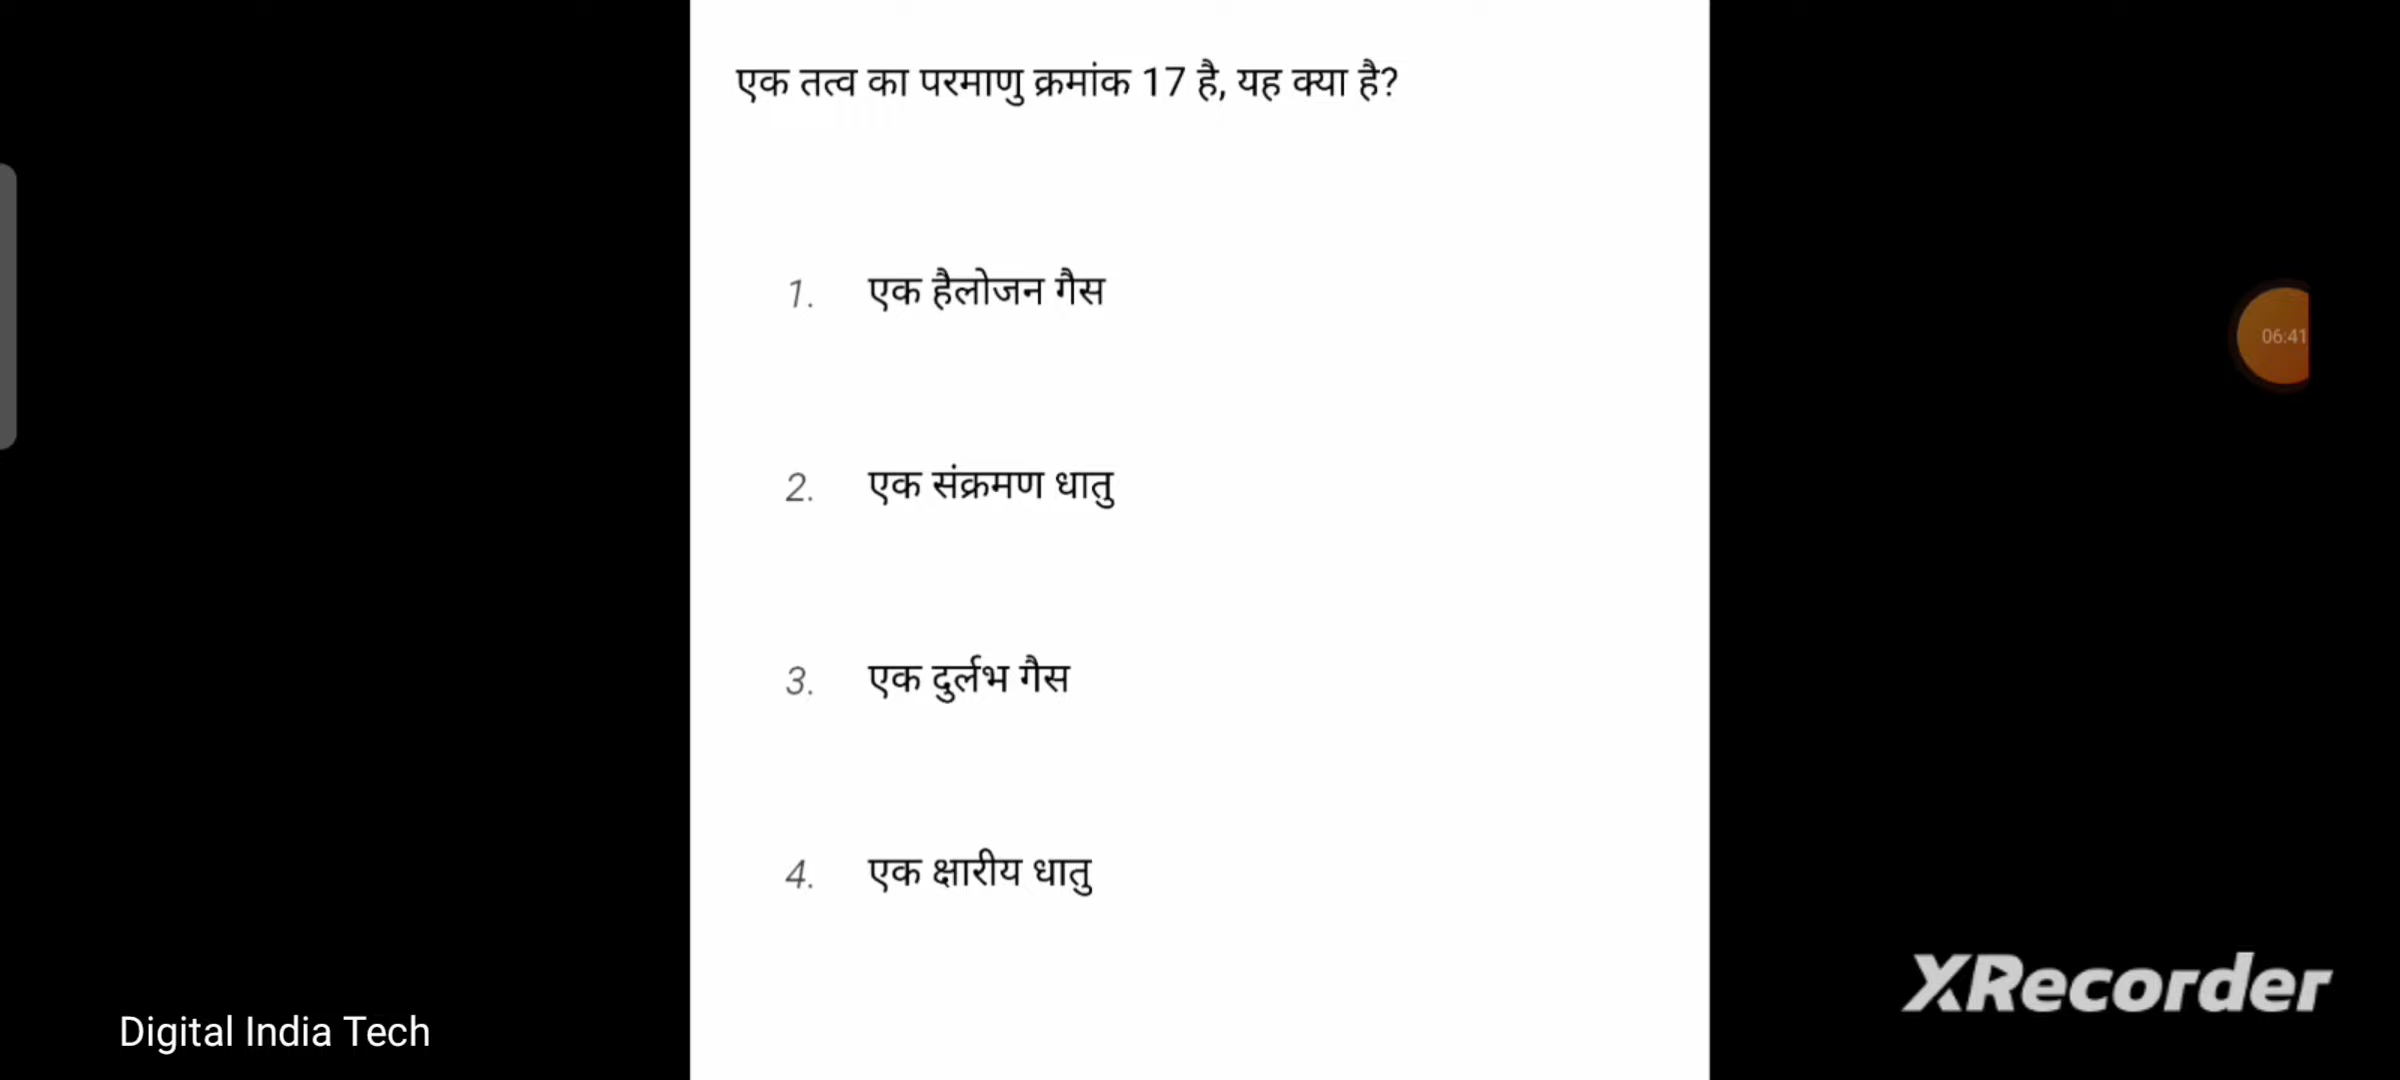 एक तत्व का परमाणु क्रमांक 17 है, यह क्या है?
1. एक हैलोजन गैस
06:41
2. एक संक्रमण धातु
3. एक दुर्लभ गैस
4. एक क्षारीय धातु
XRecorder
Digital India Tech